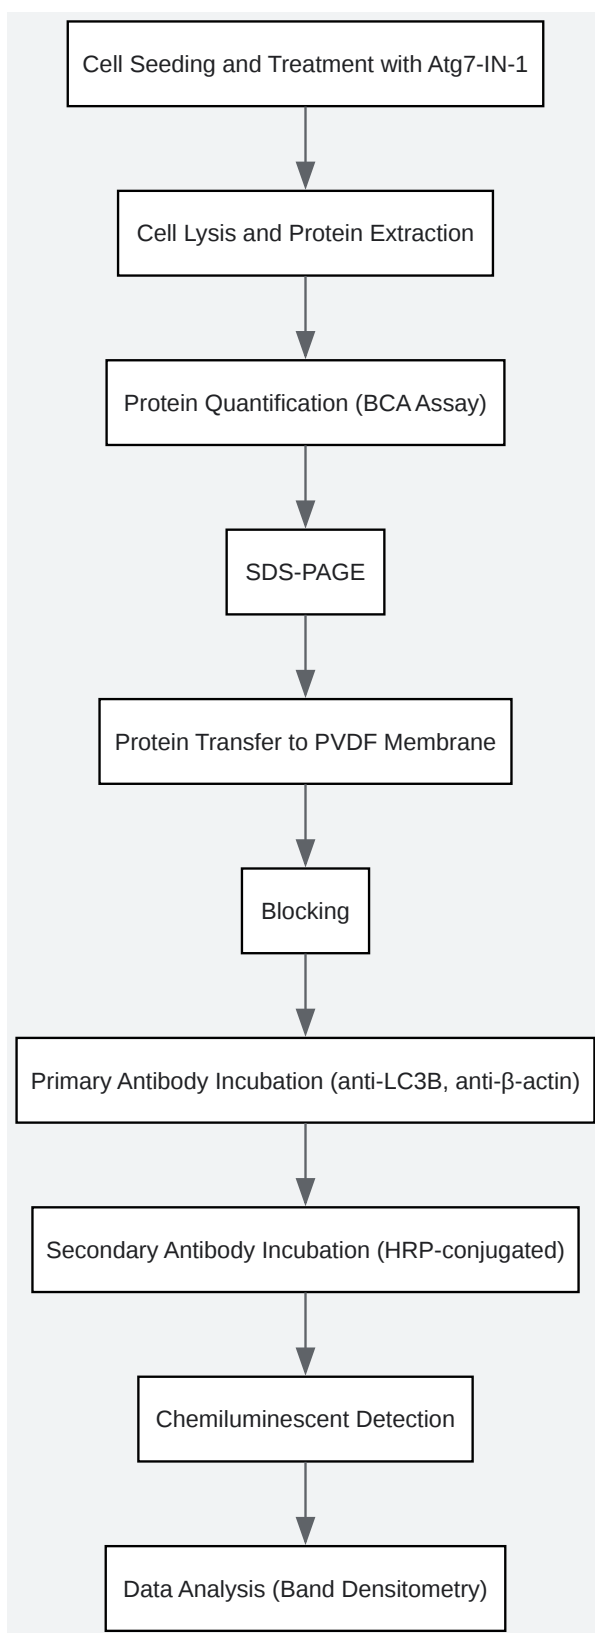 Cell Seeding and Treatment with Atg7-IN-1
Cell Lysis and Protein Extraction
Protein Quantification (BCA Assay)
SDS-PAGE
Protein Transfer to PVDF Membrane
Blocking
Primary Antibody Incubation (anti-LC3B, anti-β-actin)
Secondary Antibody Incubation (HRP-conjugated)
Chemiluminescent Detection
Data Analysis (Band Densitometry)